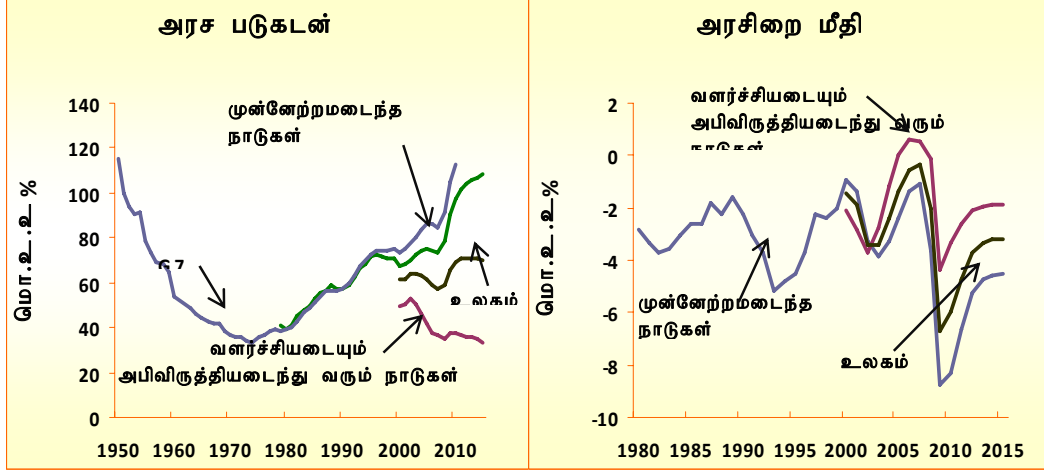 அரச படுகடன்
முன்னேற்றமடைந்த
நாடுகள்
மொ.உ.உ %
140
120
100
80
60
40
20
0
G7
உலகம்
வளர்ச்சியடையும்
அபிவிருத்தியடைந்து வரும் நாடுகள்
1950 1960 1970 1980 1990 2000 2010
அரசிறை மீதி
வளர்ச்சியடையும்
அபிவிருத்தியடைந்து வரும்
நாடுகள்
மொ.உ.உ %
2
0
-2
-4
-6
-8
-10
முன்னேற்றமடைந்த
நாடுகள்
உலகம்
1980 1985 1990 1995 2000 2005 2010 2015